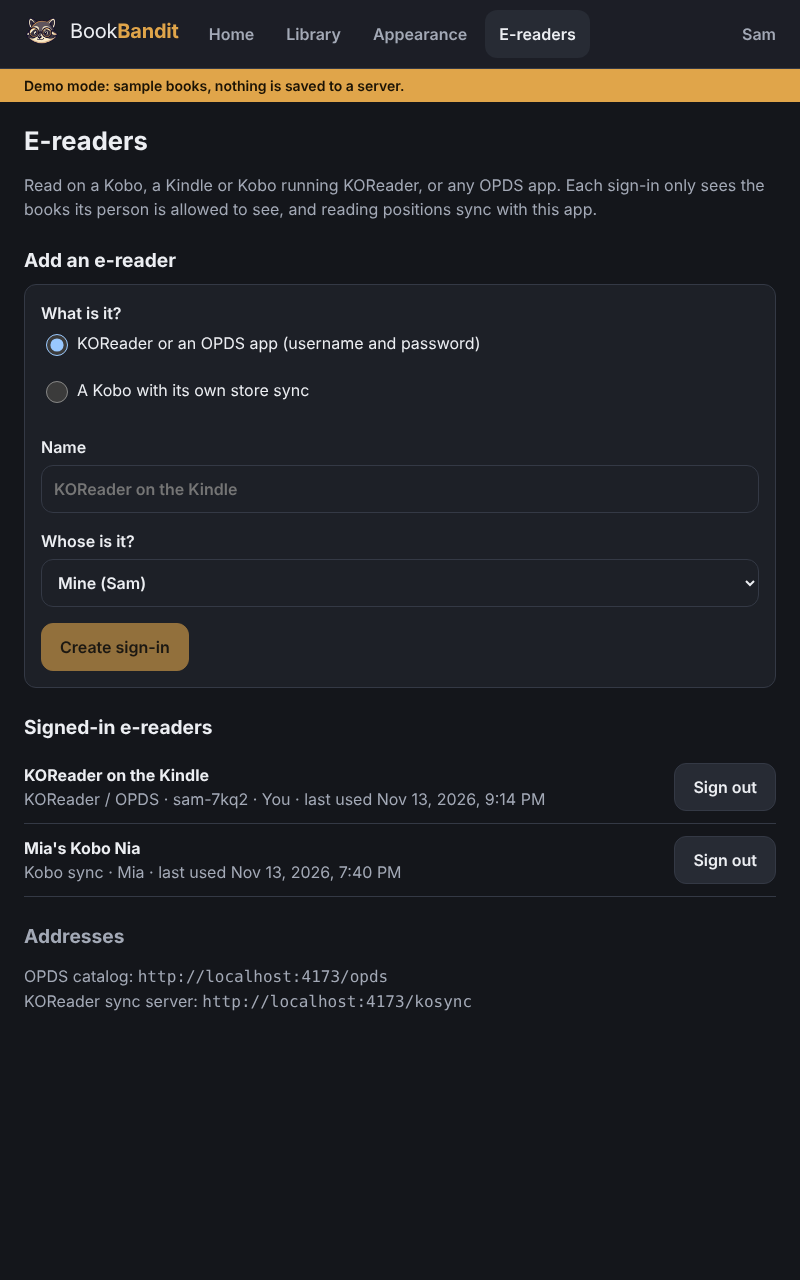 BookBandit
Home
Library
Appearance
E-readers
Sam
Demo mode: sample books, nothing is saved to a server.
E-readers
Read on a Kobo, a Kindle or Kobo running KOReader, or any OPDS app. Each sign-in only sees the
books its person is allowed to see, and reading positions sync with this app.
Add an e-reader
What is it?
KOReader or an OPDS app (username and password)
A Kobo with its own store sync
Name
KOReader on the Kindle
Whose is it?
Mine (Sam)
Create sign-in
Signed-in e-readers
KOReader on the Kindle
KOReader / OPDS · sam-7kq2 · You · last used Nov 13, 2026, 9:14 PM
Sign out
Mia's Kobo Nia
Kobo sync · Mia · last used Nov 13, 2026, 7:40 PM
Sign out
Addresses
OPDS catalog: http://localhost:4173/opds
KOReader sync server: http://localhost:4173/kosync